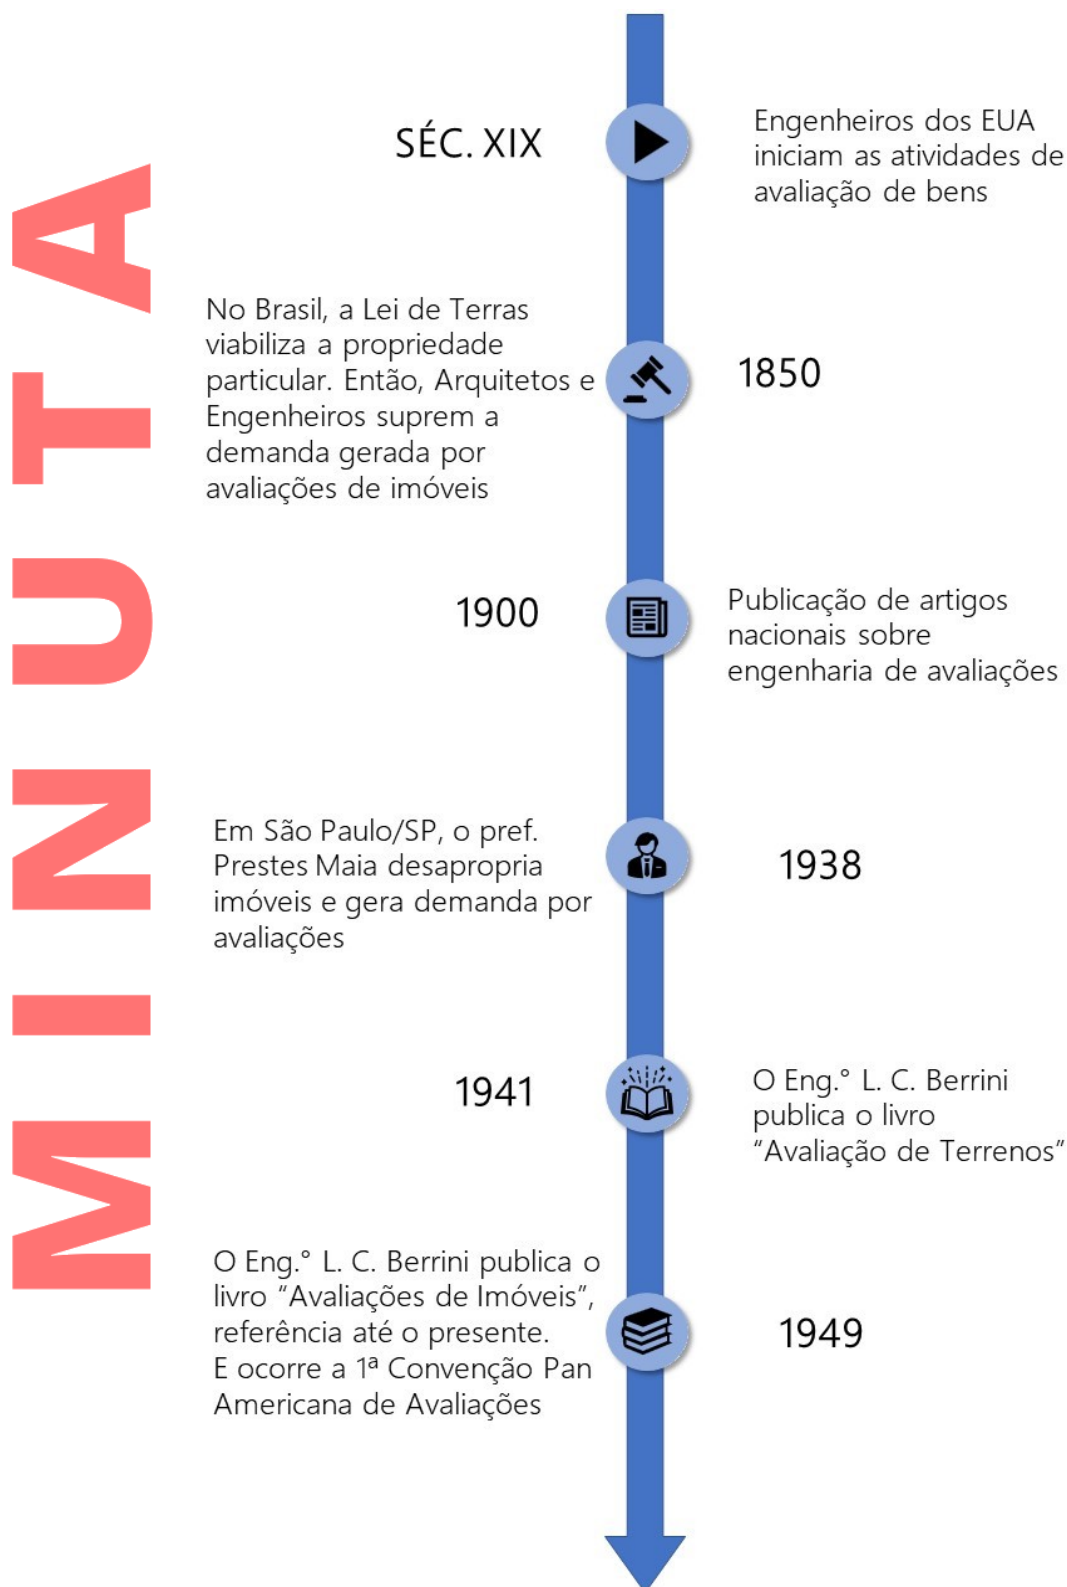 MINUTA
SÉC. XIX
Engenheiros dos EUA
iniciam as atividades de
avaliação de bens
No Brasil, a Lei de Terras
viabiliza a propriedade
particular. Então, Arquitetos e
Engenheiros suprem a
demanda gerada por
avaliações de imóveis
1850
1900
Publicação de artigos
nacionais sobre
engenharia de avaliações
Em São Paulo/SP, o pref.
Prestes Maia desapropria
imóveis e gera demanda por
avaliações
1938
1941
O Eng.° L. C. Berrini
publica o livro
“Avaliação de Terrenos”
O Eng.° L. C. Berrini publica o
livro “Avaliações de Imóveis”,
referência até o presente.
E ocorre a 1ª Convenção Pan
Americana de Avaliações
1949